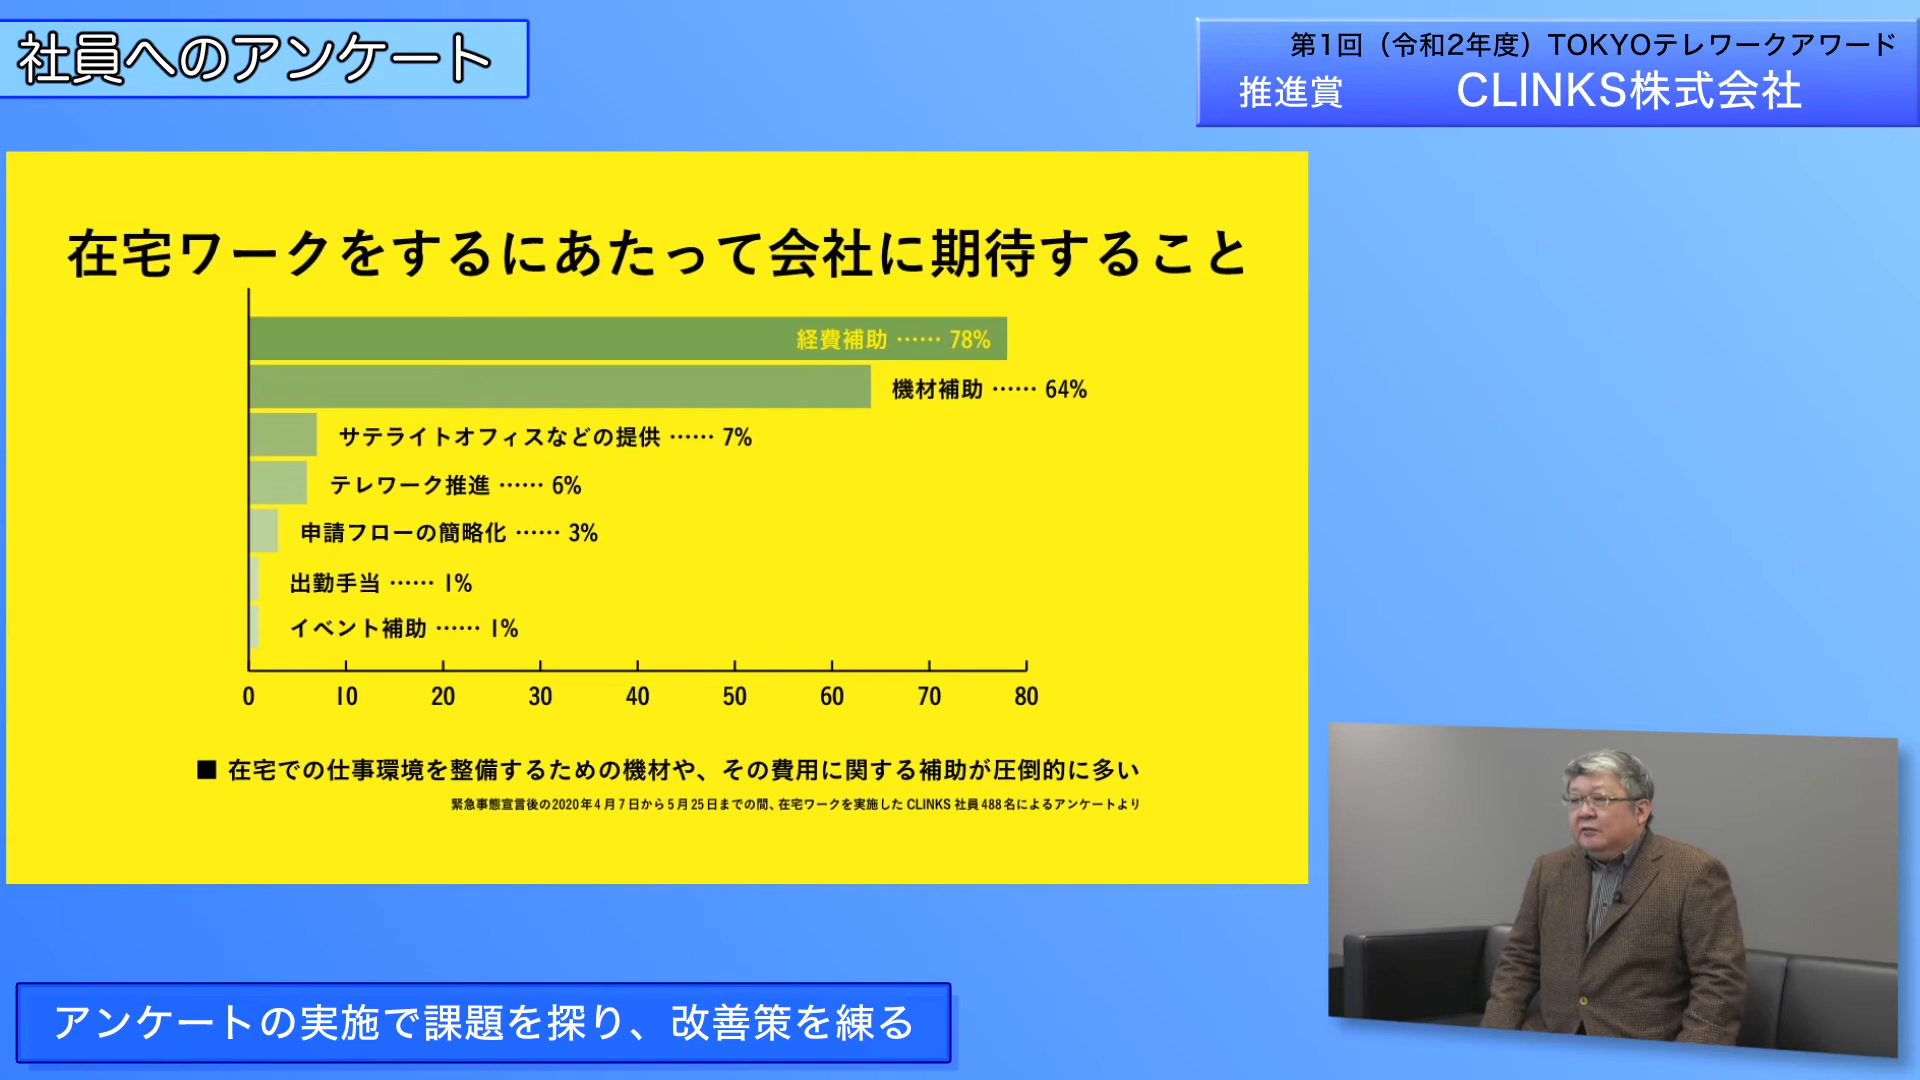 社員へのアンケート
第1回（令和2年度）TOKYOテレワークアワード
推進賞 CLINKS株式会社
在宅ワークをするにあたって会社に期待すること
経費補助 …… 78%
機材補助 …… 64%
サテライトオフィスなどの提供 …… 7%
テレワーク推進 …… 6%
申請フローの簡略化 …… 3%
出勤手当 …… 1%
イベント補助 …… 1%
0 10 20 30 40 50 60 70 80
■ 在宅での仕事環境を整備するための機材や、その費用に関する補助が圧倒的に多い
緊急事態宣言後の2020年4月7日から5月25日までの間、在宅ワークを実施した CLINKS 社員 488 名によるアンケートより
アンケートの実施で課題を探り、改善策を練る